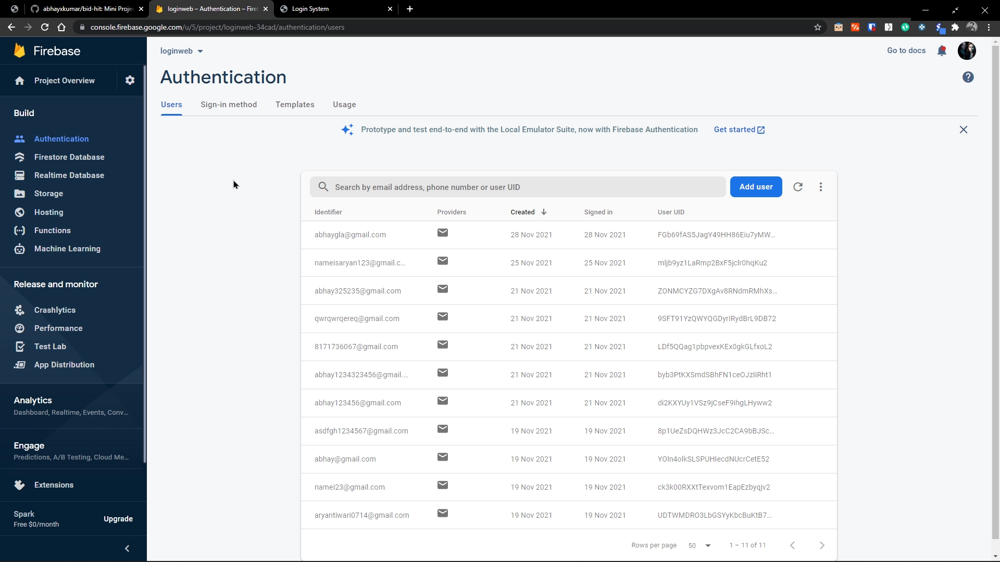 abhayxkumar/bid-hit: Mini Proje
loginweb – Authentication – Fire
Login System
console.firebase.google.com/u/5/project/loginweb-34cad/authentication/users
Firebase
Project Overview
Build
Authentication
Firestore Database
Realtime Database
Storage
Hosting
Functions
Machine Learning
Release and monitor
Crashlytics
Performance
Test Lab
App Distribution
Analytics
Dashboard, Realtime, Events, Conv...
Engage
Predictions, A/B Testing, Cloud Me...
Extensions
Spark
Free $0/month
Upgrade
loginweb
Go to docs
Authentication
Users Sign-in method Templates Usage
Prototype and test end-to-end with the Local Emulator Suite, now with Firebase Authentication Get started
Search by email address, phone number or user UID
Add user
Identifier Providers Created Signed in User UID
abhaygla@gmail.com 28 Nov 2021 28 Nov 2021 FGb69fAS5JagY49HH86Eiu7yMW...
nameisaryan123@gmail.c... 25 Nov 2021 25 Nov 2021 mljb9yz1LaRmp2BxF5jclr0hqKu2
abhay325235@gmail.com 21 Nov 2021 21 Nov 2021 ZONMCYZG7DXgAv8RNdmRMhXs...
qwrqwrqereq@gmail.com 21 Nov 2021 21 Nov 2021 9SFT91YzQWYQGDyrlRydBrL9DB72
8171736067@gmail.com 21 Nov 2021 21 Nov 2021 LDf5QQag1pbpvexKEx0gkGLfxoL2
abhay1234323456@gmail.... 21 Nov 2021 21 Nov 2021 byb3PtKXSmdSBhFN1ceOJzliRht1
abhay123456@gmail.com 21 Nov 2021 21 Nov 2021 di2KXYUy1VSz9jCseF9ihgLHyww2
asdfgh1234567@gmail.com 19 Nov 2021 19 Nov 2021 8p1UeZsDQHWz3JcC2CA9bBJSc...
abhay@gmail.com 19 Nov 2021 19 Nov 2021 YOln4olkSLSPUHlecdNUcrCetE52
namei23@gmail.com 19 Nov 2021 19 Nov 2021 ck3k00RXXtTexvom1EapEzbyqjv2
aryantiwari0714@gmail.com 19 Nov 2021 19 Nov 2021 UDTWMDRO3LbGSYyKbcBuKtB7...
Rows per page 50 1 – 11 of 11